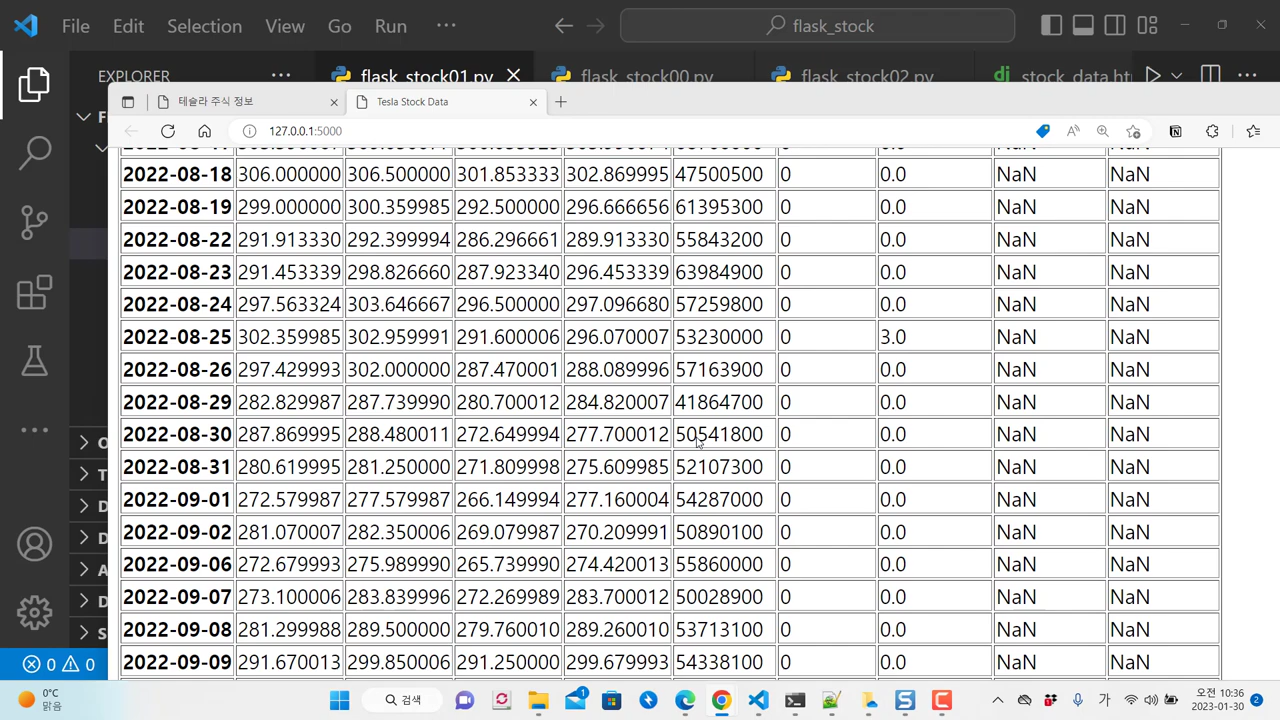 File Edit Selection View Go Run ··· flask_stock
EXPLORER ··· flask_stock01.py flask_stock00.py flask_stock02.py stock_data.ht
테슬라 주식 정보 Tesla Stock Data
127.0.0.1:5000
2022-08-18 306.000000 306.500000 301.853333 302.869995 47500500 0 0.0 NaN NaN
2022-08-19 299.000000 300.359985 292.500000 296.666656 61395300 0 0.0 NaN NaN
2022-08-22 291.913330 292.399994 286.296661 289.913330 55843200 0 0.0 NaN NaN
2022-08-23 291.453339 298.826660 287.923340 296.453339 63984900 0 0.0 NaN NaN
2022-08-24 297.563324 303.646667 296.500000 297.096680 57259800 0 0.0 NaN NaN
2022-08-25 302.359985 302.959991 291.600006 296.070007 53230000 0 3.0 NaN NaN
2022-08-26 297.429993 302.000000 287.470001 288.089996 57163900 0 0.0 NaN NaN
2022-08-29 282.829987 287.739990 280.700012 284.820007 41864700 0 0.0 NaN NaN
2022-08-30 287.869995 288.480011 272.649994 277.700012 50541800 0 0.0 NaN NaN
2022-08-31 280.619995 281.250000 271.809998 275.609985 52107300 0 0.0 NaN NaN
2022-09-01 272.579987 277.579987 266.149994 277.160004 54287000 0 0.0 NaN NaN
2022-09-02 281.070007 282.350006 269.079987 270.209991 50890100 0 0.0 NaN NaN
2022-09-06 272.679993 275.989990 265.739990 274.420013 55860000 0 0.0 NaN NaN
2022-09-07 273.100006 283.839996 272.269989 283.700012 50028900 0 0.0 NaN NaN
2022-09-08 281.299988 289.500000 279.760010 289.260010 53713100 0 0.0 NaN NaN
2022-09-09 291.670013 299.850006 291.250000 299.679993 54338100 0 0.0 NaN NaN
F
O
T
D
D
A
D
S
0 0
0°C
맑음
검색
1
가
오전 10:36
2023-01-30
2